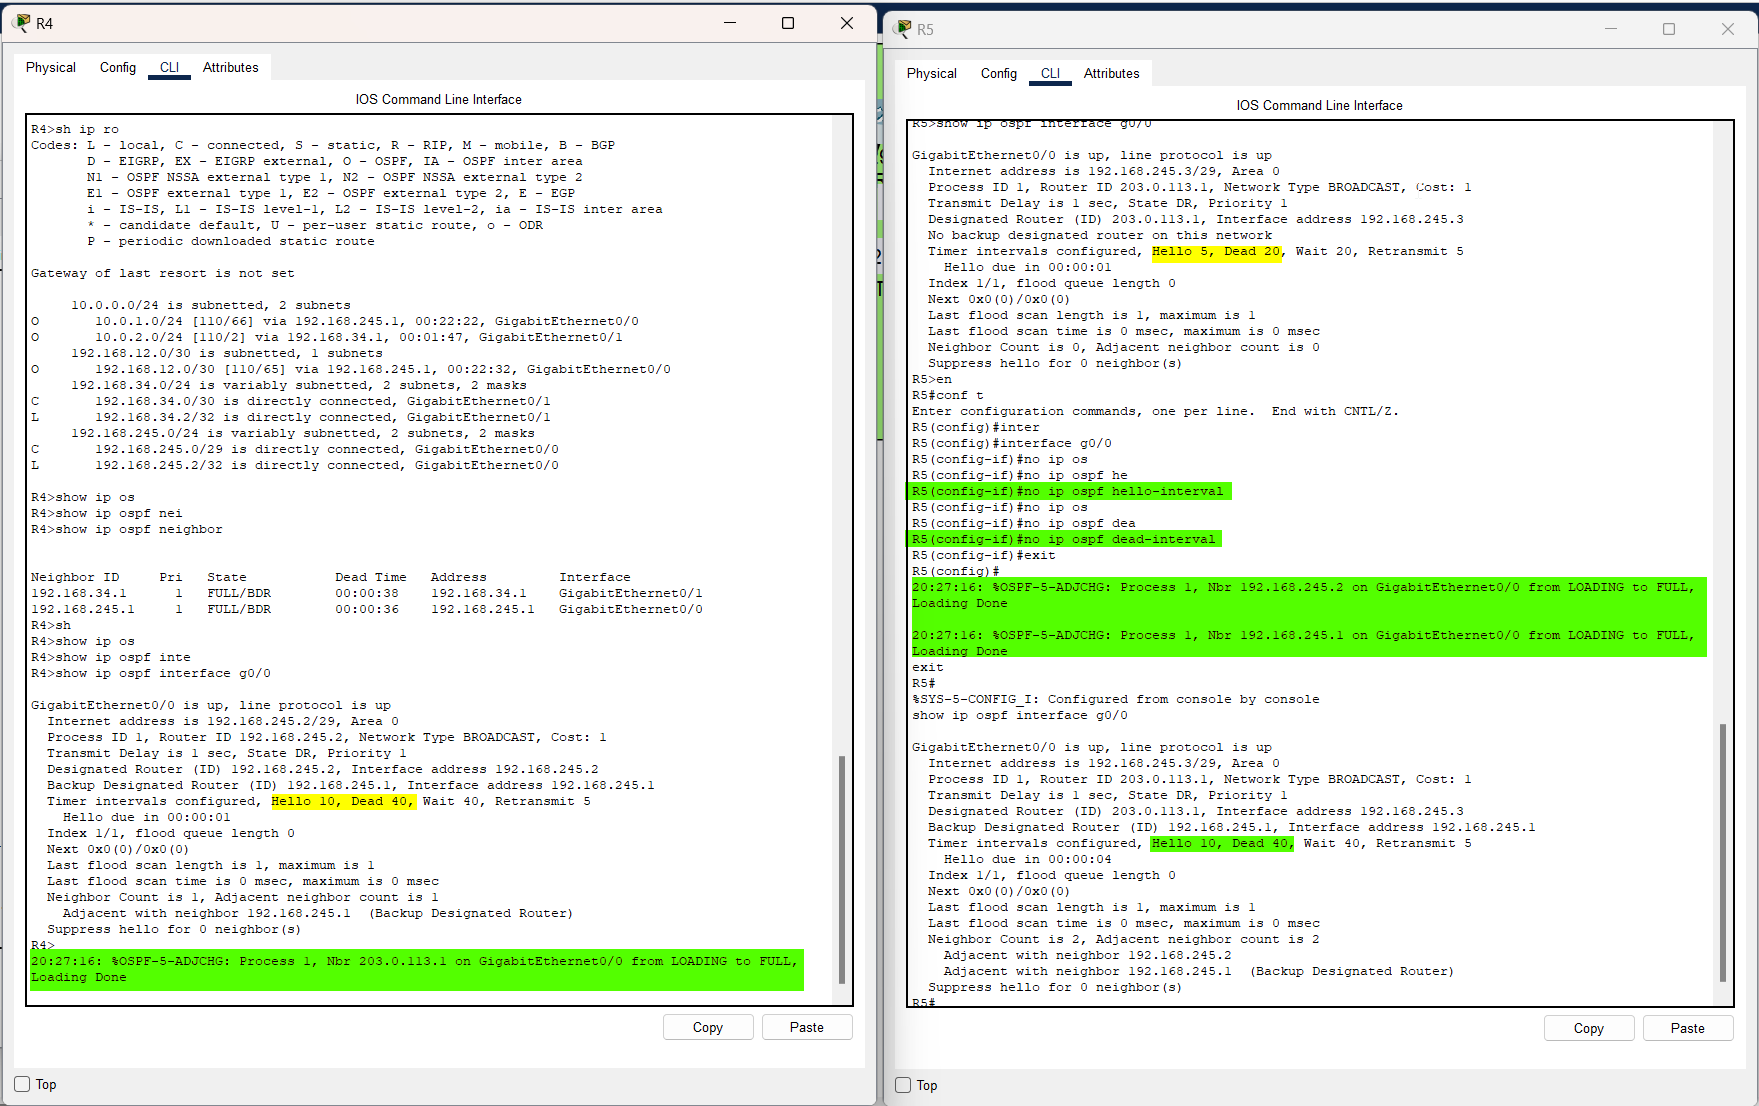 R4
Physical Config CLI Attributes
IOS Command Line Interface
R4>sh ip ro
Codes: L - local, C - connected, S - static, R - RIP, M - mobile, B - BGP
D - EIGRP, EX - EIGRP external, O - OSPF, IA - OSPF inter area
N1 - OSPF NSSA external type 1, N2 - OSPF NSSA external type 2
E1 - OSPF external type 1, E2 - OSPF external type 2, E - EGP
i - IS-IS, L1 - IS-IS level-1, L2 - IS-IS level-2, ia - IS-IS inter area
* - candidate default, U - per-user static route, o - ODR
P - periodic downloaded static route
Gateway of last resort is not set
10.0.0.0/24 is subnetted, 2 subnets
O 10.0.1.0/24 [110/66] via 192.168.245.1, 00:22:22, GigabitEthernet0/0
O 10.0.2.0/24 [110/2] via 192.168.34.1, 00:01:47, GigabitEthernet0/1
192.168.12.0/30 is subnetted, 1 subnets
O 192.168.12.0/30 [110/65] via 192.168.245.1, 00:22:32, GigabitEthernet0/0
192.168.34.0/24 is variably subnetted, 2 subnets, 2 masks
C 192.168.34.0/30 is directly connected, GigabitEthernet0/1
L 192.168.34.2/32 is directly connected, GigabitEthernet0/1
192.168.245.0/24 is variably subnetted, 2 subnets, 2 masks
C 192.168.245.0/29 is directly connected, GigabitEthernet0/0
L 192.168.245.2/32 is directly connected, GigabitEthernet0/0
R4>show ip os
R4>show ip ospf nei
R4>show ip ospf neighbor
Neighbor ID Pri State Dead Time Address Interface
192.168.34.1 1 FULL/BDR 00:00:38 192.168.34.1 GigabitEthernet0/1
192.168.245.1 1 FULL/BDR 00:00:36 192.168.245.1 GigabitEthernet0/0
R4>sh
R4>show ip os
R4>show ip ospf inte
R4>show ip ospf interface g0/0
GigabitEthernet0/0 is up, line protocol is up
Internet address is 192.168.245.2/29, Area 0
Process ID 1, Router ID 192.168.245.2, Network Type BROADCAST, Cost: 1
Transmit Delay is 1 sec, State DR, Priority 1
Designated Router (ID) 192.168.245.2, Interface address 192.168.245.2
Backup Designated Router (ID) 192.168.245.1, Interface address 192.168.245.1
Timer intervals configured, Hello 10, Dead 40, Wait 40, Retransmit 5
Hello due in 00:00:01
Index 1/1, flood queue length 0
Next 0x0(0)/0x0(0)
Last flood scan length is 1, maximum is 1
Last flood scan time is 0 msec, maximum is 0 msec
Neighbor Count is 1, Adjacent neighbor count is 1
Adjacent with neighbor 192.168.245.1 (Backup Designated Router)
Suppress hello for 0 neighbor(s)
R4>
20:27:16: %OSPF-5-ADJCHG: Process 1, Nbr 203.0.113.1 on GigabitEthernet0/0 from LOADING to FULL,
Loading Done
Copy Paste
Top
R5
Physical Config CLI Attributes
IOS Command Line Interface
R5>show ip ospf interface g0/0
GigabitEthernet0/0 is up, line protocol is up
Internet address is 192.168.245.3/29, Area 0
Process ID 1, Router ID 203.0.113.1, Network Type BROADCAST, Cost: 1
Transmit Delay is 1 sec, State DR, Priority 1
Designated Router (ID) 203.0.113.1, Interface address 192.168.245.3
No backup designated router on this network
Timer intervals configured, Hello 5, Dead 20, Wait 20, Retransmit 5
Hello due in 00:00:01
Index 1/1, flood queue length 0
Next 0x0(0)/0x0(0)
Last flood scan length is 1, maximum is 1
Last flood scan time is 0 msec, maximum is 0 msec
Neighbor Count is 0, Adjacent neighbor count is 0
Suppress hello for 0 neighbor(s)
R5>en
R5#conf t
Enter configuration commands, one per line. End with CNTL/Z.
R5(config)#inter
R5(config)#interface g0/0
R5(config-if)#no ip os
R5(config-if)#no ip ospf he
R5(config-if)#no ip ospf hello-interval
R5(config-if)#no ip os
R5(config-if)#no ip ospf dea
R5(config-if)#no ip ospf dead-interval
R5(config-if)#exit
R5(config)#
20:27:16: %OSPF-5-ADJCHG: Process 1, Nbr 192.168.245.2 on GigabitEthernet0/0 from LOADING to FULL,
Loading Done
20:27:16: %OSPF-5-ADJCHG: Process 1, Nbr 192.168.245.1 on GigabitEthernet0/0 from LOADING to FULL,
Loading Done
exit
R5#
%SYS-5-CONFIG_I: Configured from console by console
show ip ospf interface g0/0
GigabitEthernet0/0 is up, line protocol is up
Internet address is 192.168.245.3/29, Area 0
Process ID 1, Router ID 203.0.113.1, Network Type BROADCAST, Cost: 1
Transmit Delay is 1 sec, State DR, Priority 1
Designated Router (ID) 203.0.113.1, Interface address 192.168.245.3
Backup Designated Router (ID) 192.168.245.1, Interface address 192.168.245.1
Timer intervals configured, Hello 10, Dead 40, Wait 40, Retransmit 5
Hello due in 00:00:04
Index 1/1, flood queue length 0
Next 0x0(0)/0x0(0)
Last flood scan length is 1, maximum is 1
Last flood scan time is 0 msec, maximum is 0 msec
Neighbor Count is 2, Adjacent neighbor count is 2
Adjacent with neighbor 192.168.245.2
Adjacent with neighbor 192.168.245.1 (Backup Designated Router)
Suppress hello for 0 neighbor(s)
R5#
Copy Paste
Top